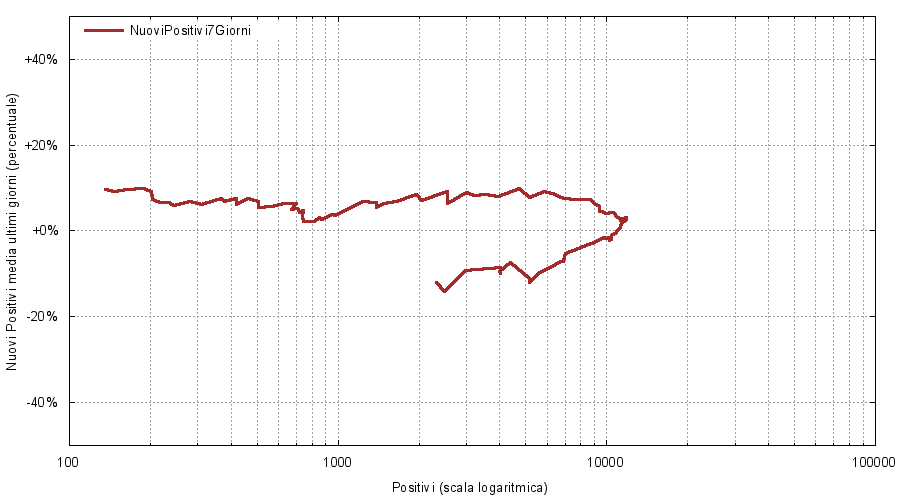 NuoviPositivi7Giorni
+40%
+20%
+0%
-20%
-40%
Nuovi Positivi media ultimi giorni (percentuale)
100 1000 10000 100000
Positivi (scala logaritmica)